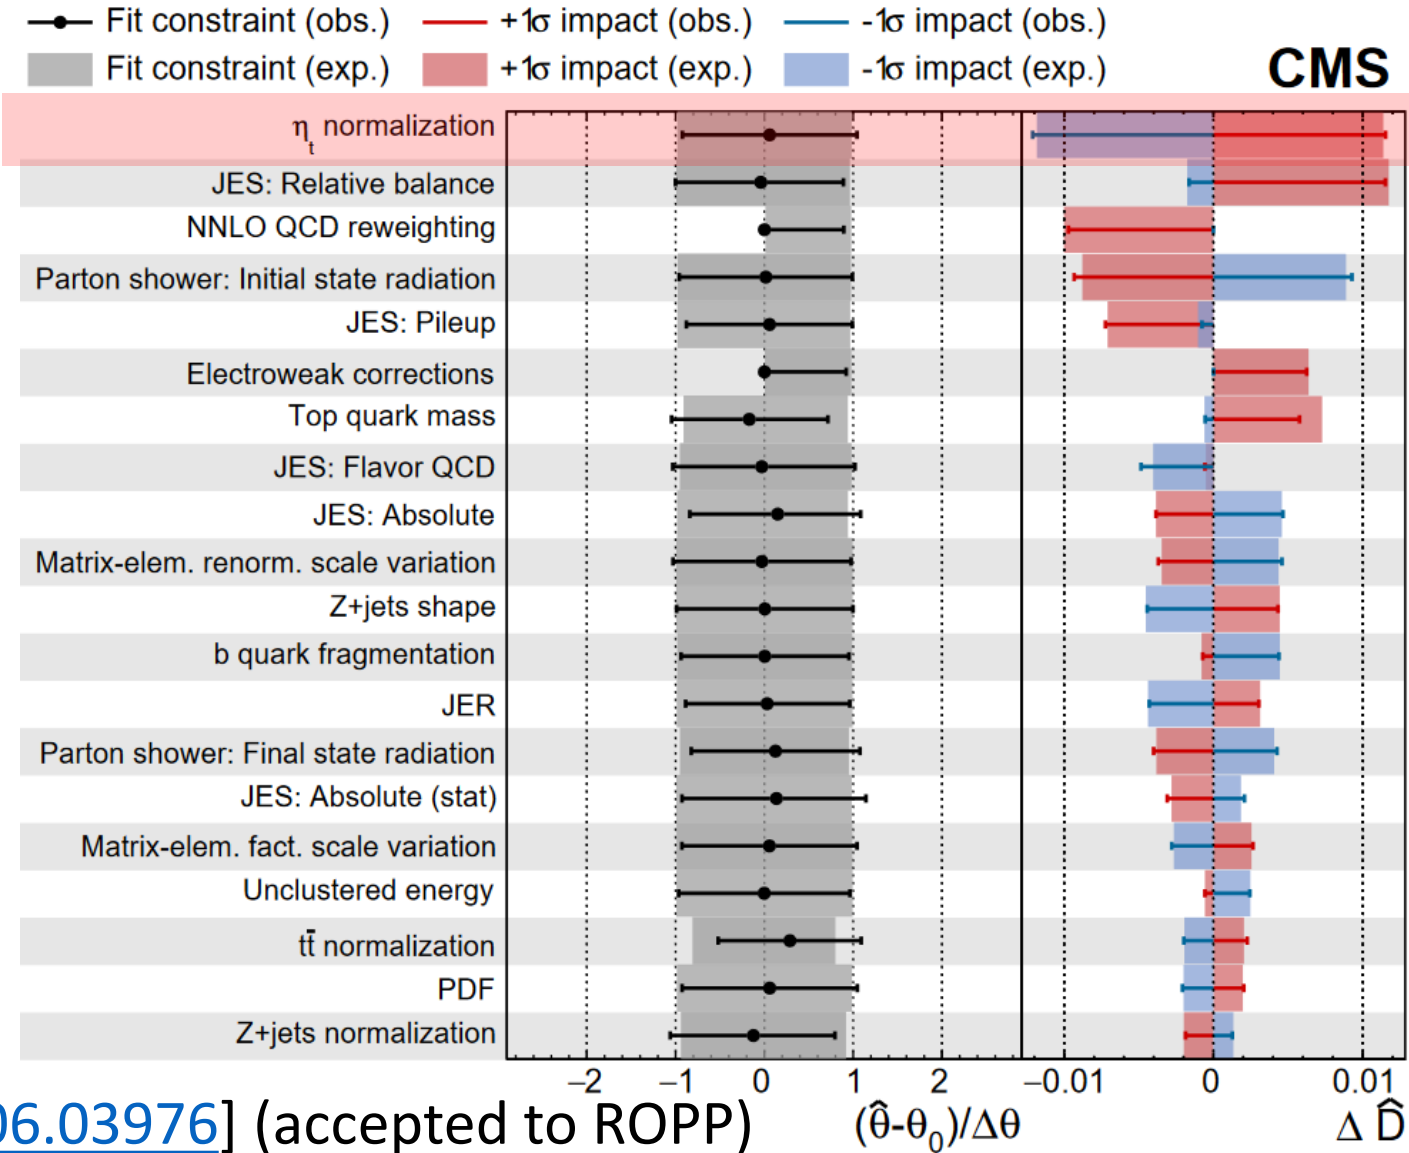 Fit constraint (obs.) +1σ impact (obs.) -1σ impact (obs.)
Fit constraint (exp.) +1σ impact (exp.) -1σ impact (exp.)
CMS
ηt normalization
JES: Relative balance
NNLO QCD reweighting
Parton shower: Initial state radiation
JES: Pileup
Electroweak corrections
Top quark mass
JES: Flavor QCD
JES: Absolute
Matrix-elem. renorm. scale variation
Z+jets shape
b quark fragmentation
JER
Parton shower: Final state radiation
JES: Absolute (stat)
Matrix-elem. fact. scale variation
Unclustered energy
tt̄ normalization
PDF
Z+jets normalization
−2 −1 0 1 2 −0.01 0 0.01
(θ̂-θ0)/Δθ Δ D̂
06.03976] (accepted to ROPP)